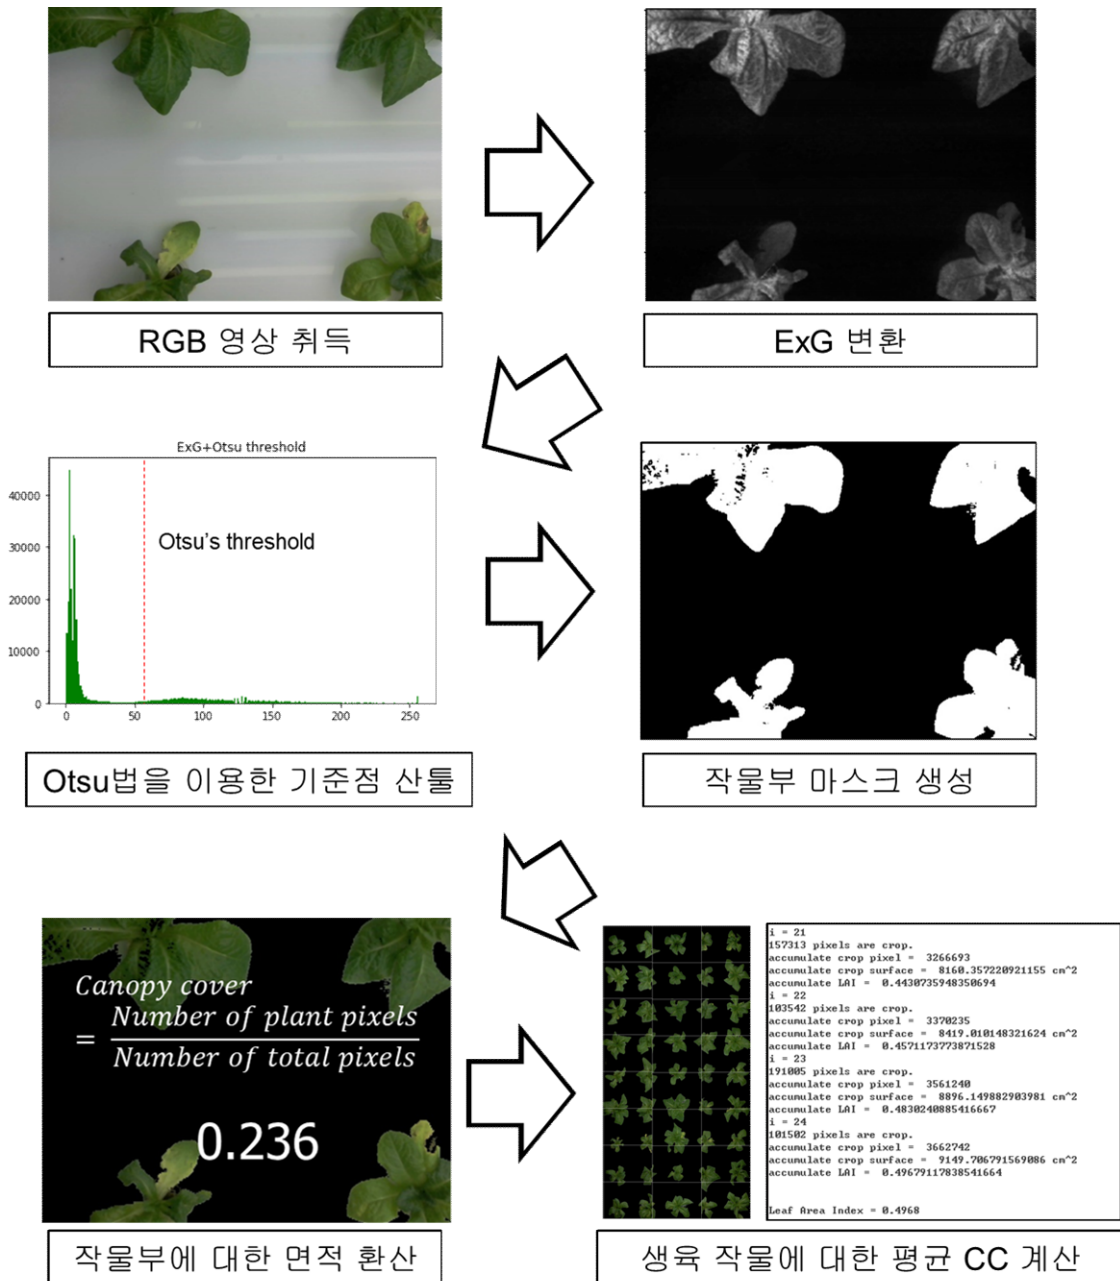 RGB 영상 취득
ExG 변환
ExG+Otsu threshold
40000
30000
20000
10000
0
0 50 100 150 200 250
Otsu's threshold
Otsu법을 이용한 기준점 산툴
작물부 마스크 생성
Canopy cover
= Number of plant pixels
Number of total pixels
0.236
작물부에 대한 면적 환산
i = 21
157313 pixels are crop.
accumulate crop pixel = 3266693
accumulate crop surface = 8160.357220921155 cm^2
accumulate LAI = 0.4430735948350694
i = 22
103542 pixels are crop.
accumulate crop pixel = 3370235
accumulate crop surface = 8419.010148321624 cm^2
accumulate LAI = 0.4571173773871528
i = 23
191005 pixels are crop.
accumulate crop pixel = 3561240
accumulate crop surface = 8896.149882903981 cm^2
accumulate LAI = 0.4830240885416667
i = 24
101502 pixels are crop.
accumulate crop pixel = 3662742
accumulate crop surface = 9149.706791569086 cm^2
accumulate LAI = 0.49679117838541664
Leaf Area Index = 0.4968
생육 작물에 대한 평균 CC 계산